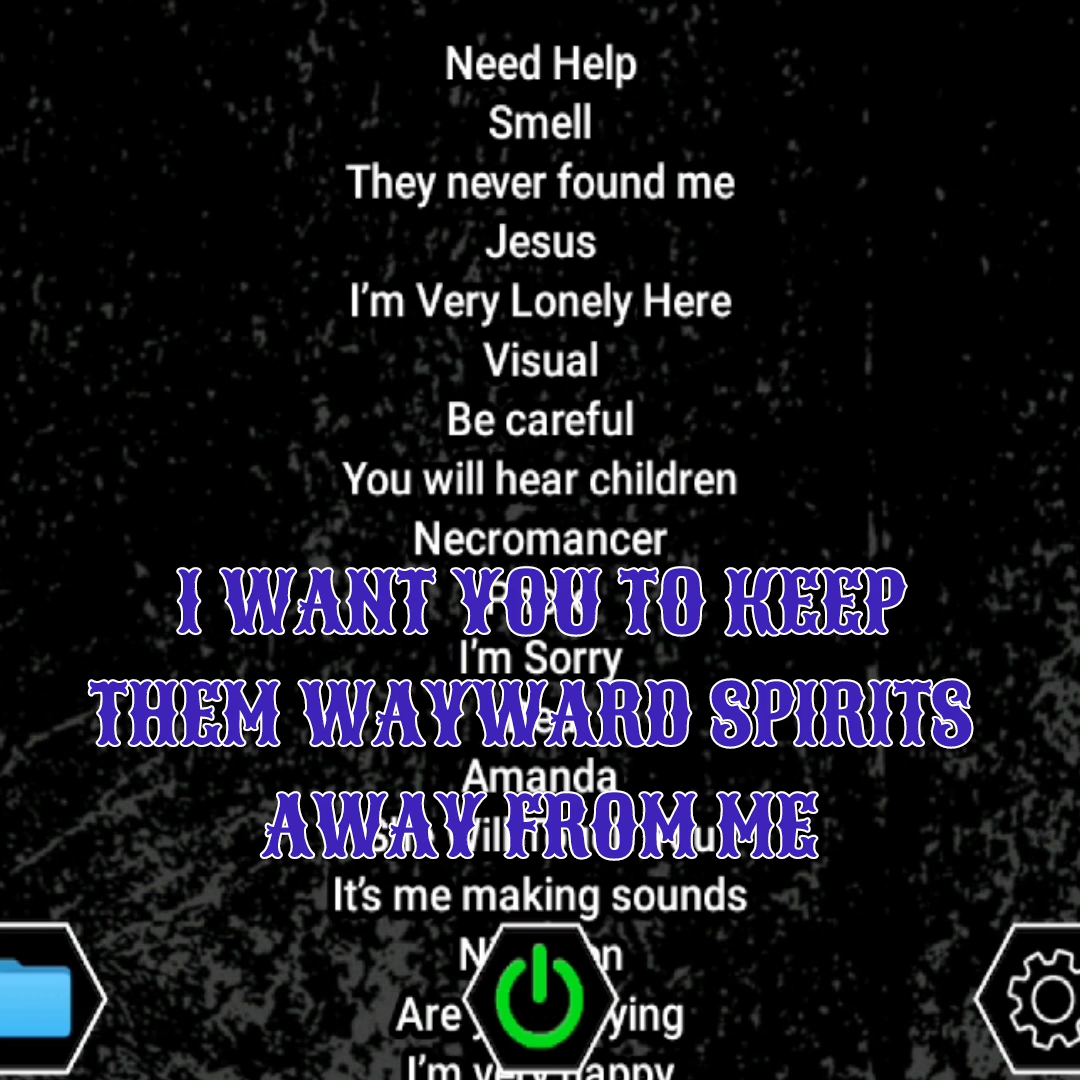 Need Help
Smell
They never found me
Jesus
I'm Very Lonely Here
Visual
Be careful
You will hear children
Necromancer
I WANT YOU TO KEEP
I'm Sorry
THEM WAYWARD SPIRITS
Amanda
AWAY FROM ME
It's me making sounds
Are
I'm very happy